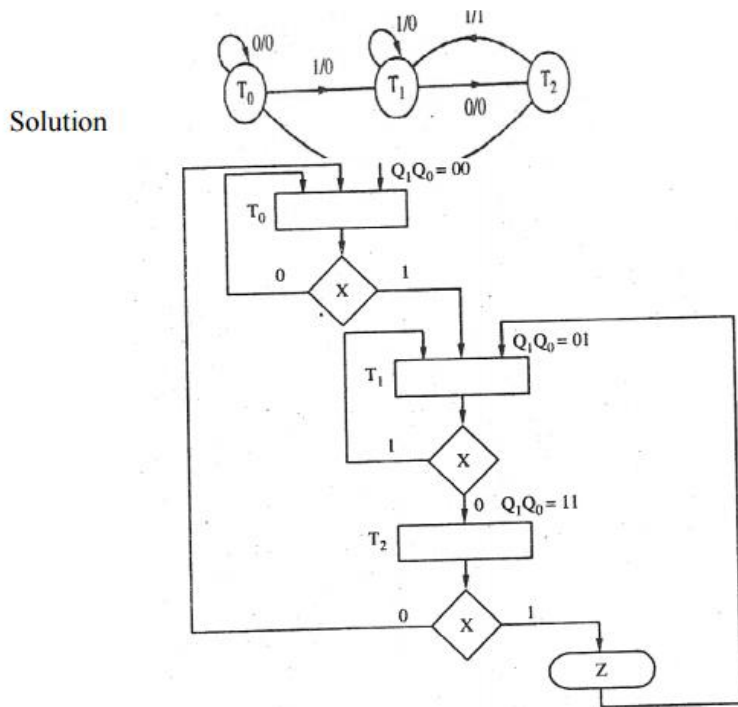 1/1
0/0
1/0
1/0
T₀
T₁
T₂
0/0
Solution
Q₁Q₀ = 00
T₀
0
1
X
Q₁Q₀ = 01
T₁
1
X
0 Q₁Q₀ = 11
T₂
0
1
X
Z